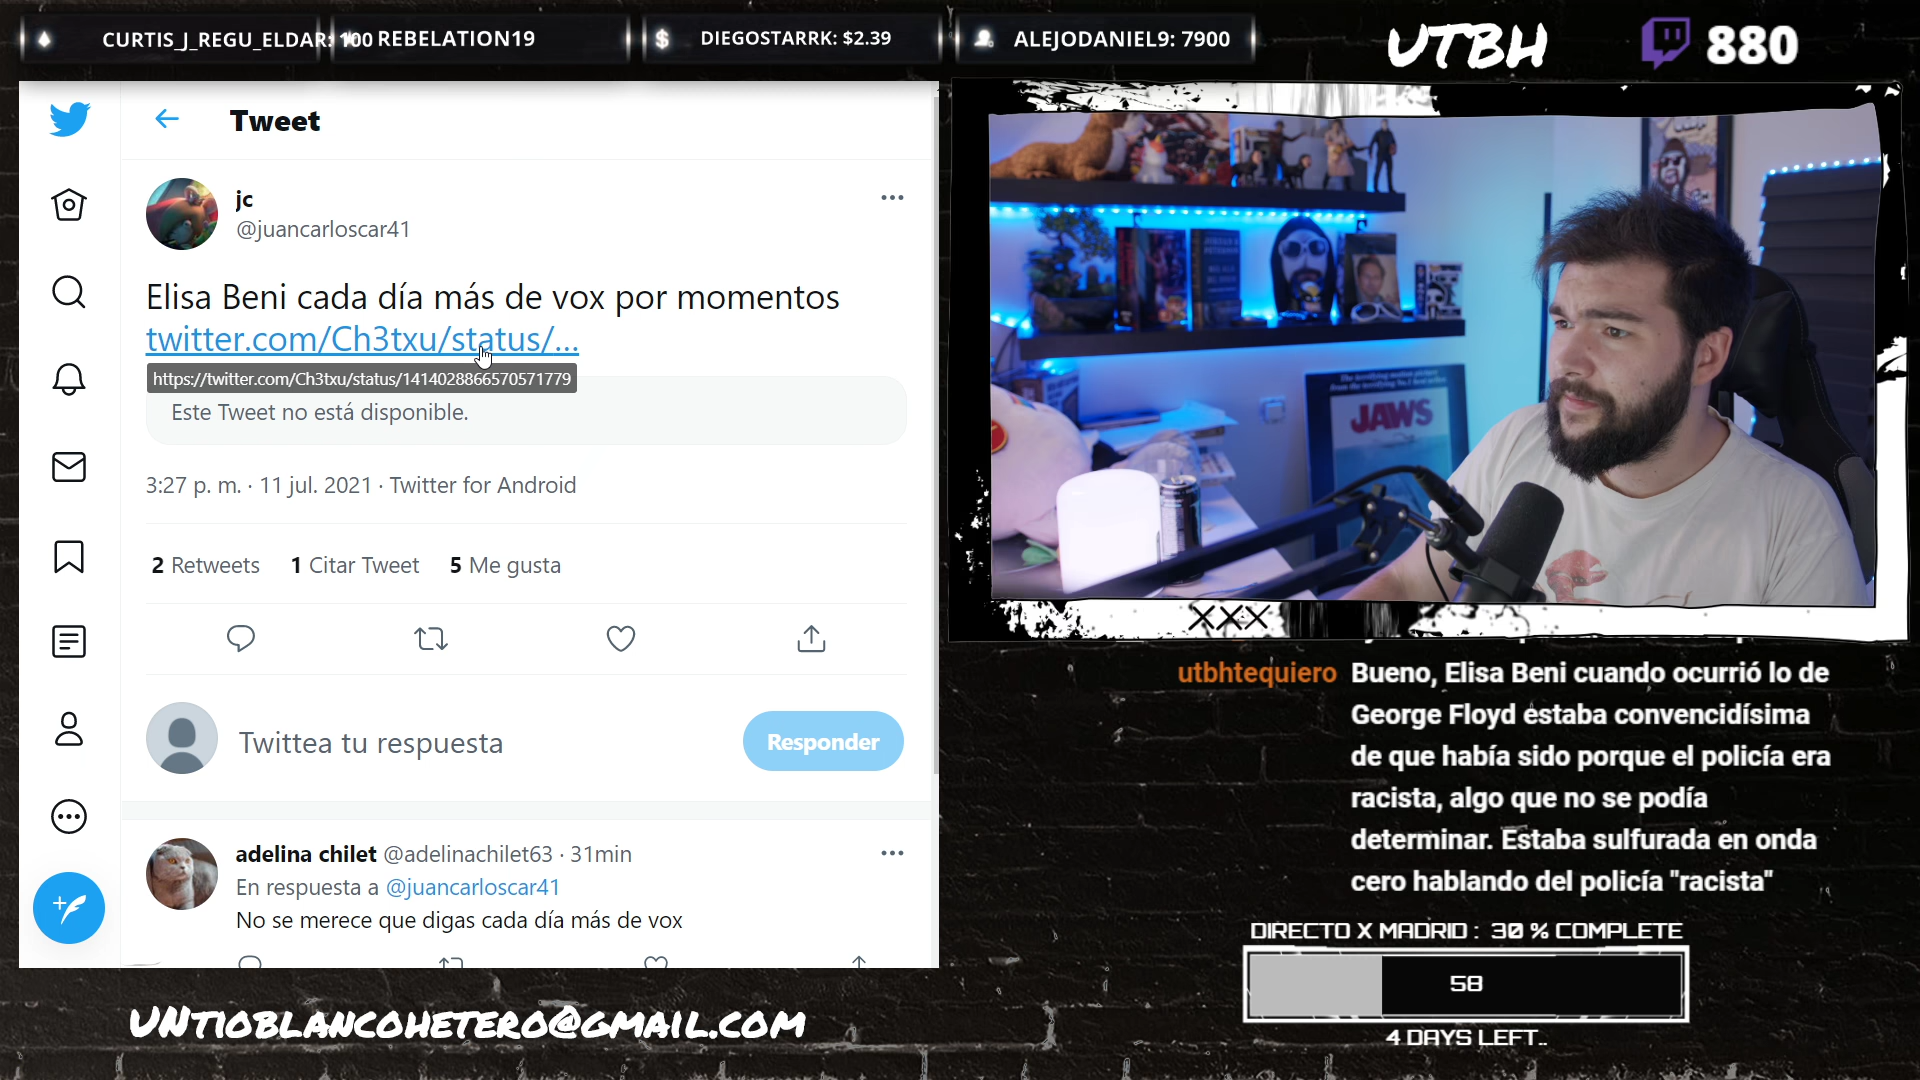 CURTIS_J_REGU_ELDAR: 100
REBELATION19
DIEGOSTARRK: $2.39
ALEJODANIEL9: 7900
UTBH
880
Tweet
jc
@juancarloscar41
Elisa Beni cada día más de vox por momentos
twitter.com/Ch3txu/status/...
https://twitter.com/Ch3txu/status/1414028866570571779
Este Tweet no está disponible.
3:27 p. m. · 11 jul. 2021 · Twitter for Android
2 Retweets 1 Citar Tweet 5 Me gusta
Twittea tu respuesta
Responder
adelina chilet @adelinachilet63 · 31min
En respuesta a @juancarloscar41
No se merece que digas cada día más de vox
JAWS
XXX
utbhtequiero Bueno, Elisa Beni cuando ocurrió lo de
George Floyd estaba convencidísima
de que había sido porque el policía era
racista, algo que no se podía
determinar. Estaba sulfurada en onda
cero hablando del policía "racista"
DIRECTO X MADRID : 30 % COMPLETE
58
4 DAYS LEFT..
UNTIOBLANCOHETERO@GMAIL.COM